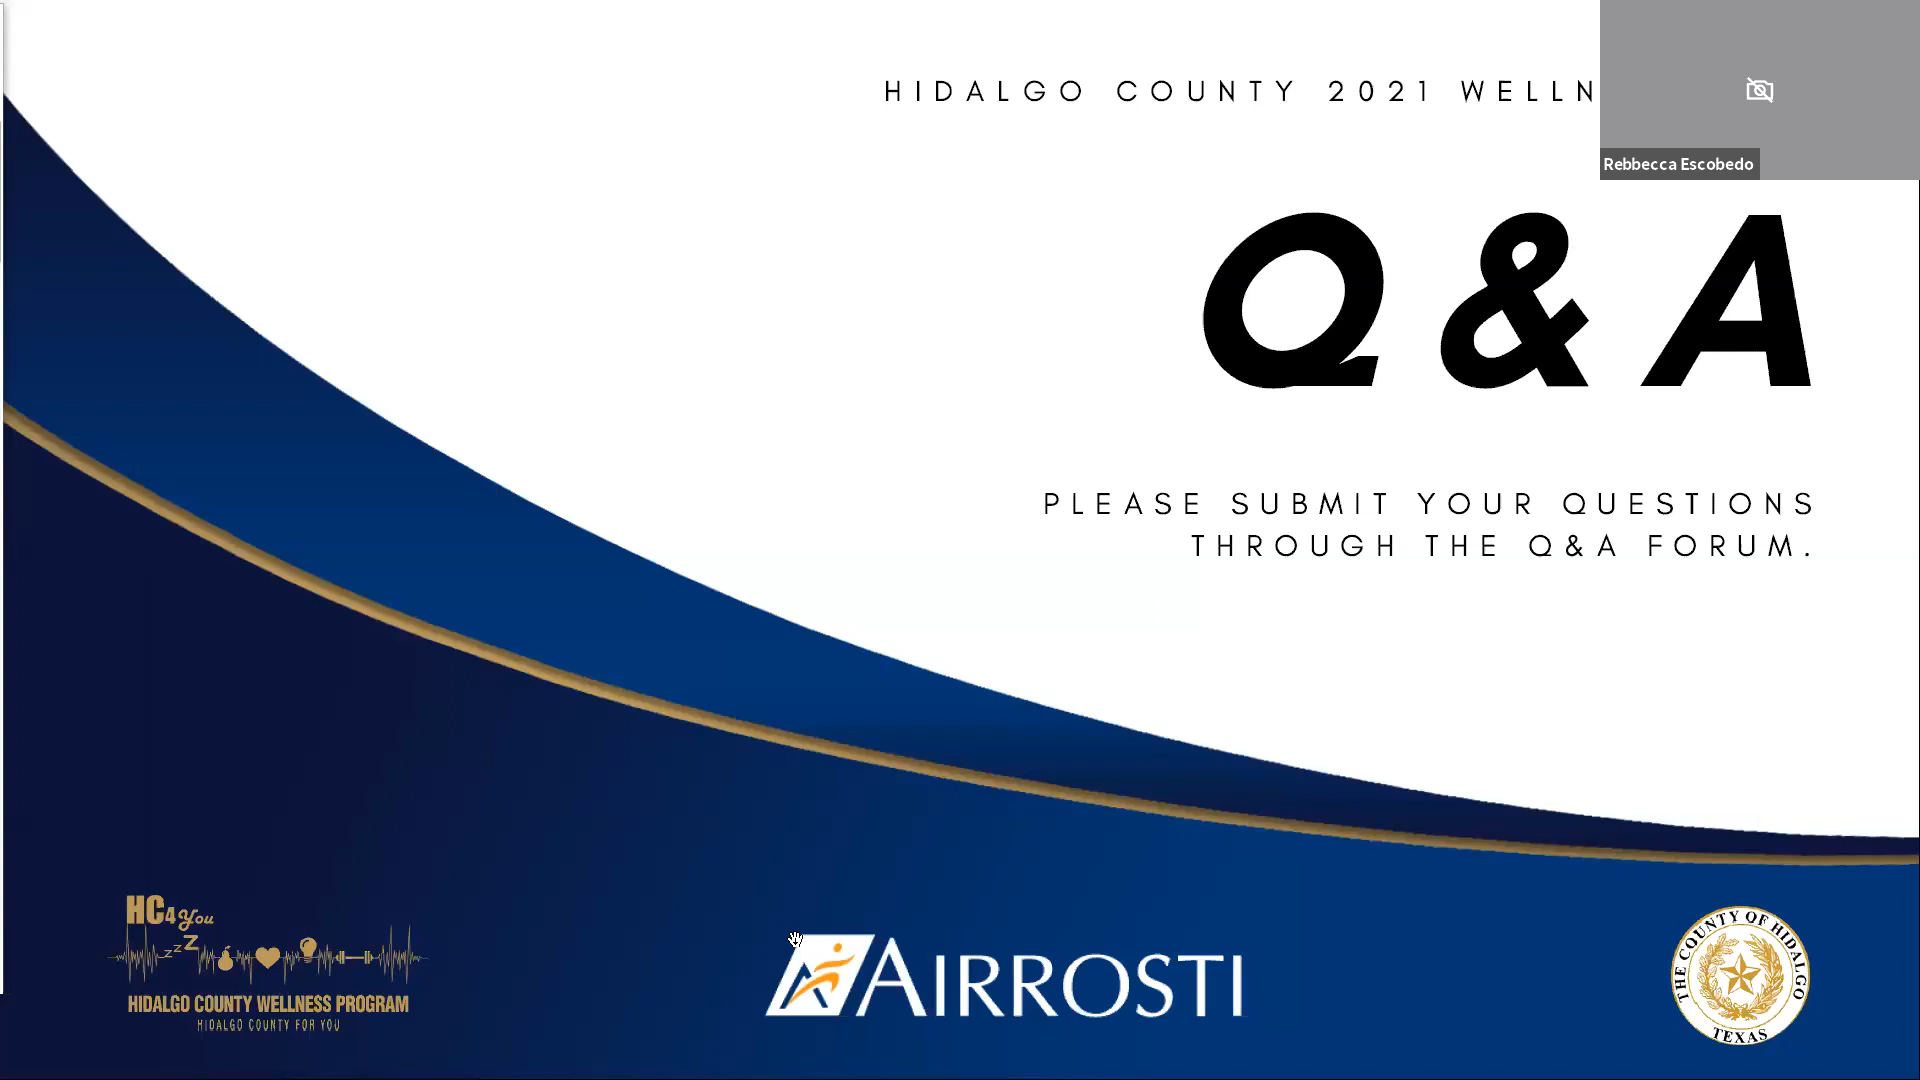 HIDALGO COUNTY 2021 WELLN
Rebbecca Escobedo
Q & A
PLEASE SUBMIT YOUR QUESTIONS
THROUGH THE Q&A FORUM.
HC4You
zzZ
HIDALGO COUNTY WELLNESS PROGRAM
HIDALGO COUNTY FOR YOU
AIRROSTI
THE COUNTY OF HIDALGO
TEXAS